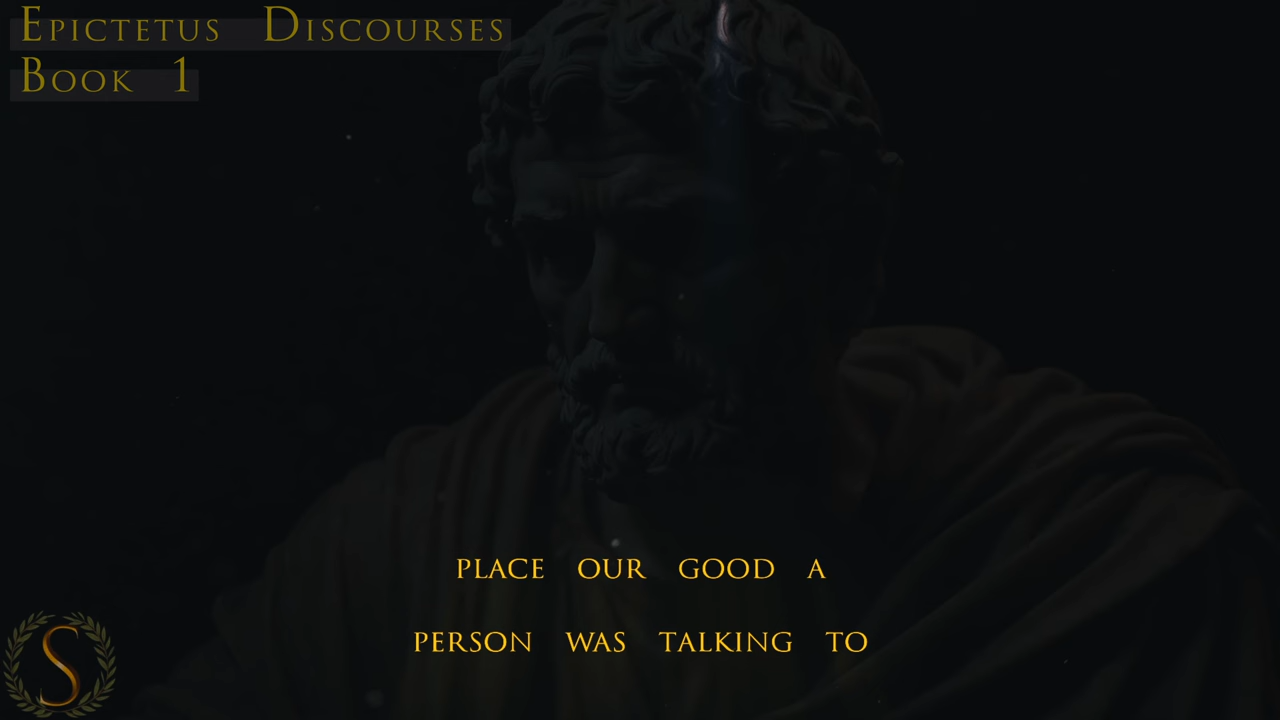 Epictetus Discourses
Book 1
PLACE OUR GOOD A
PERSON WAS TALKING TO
S